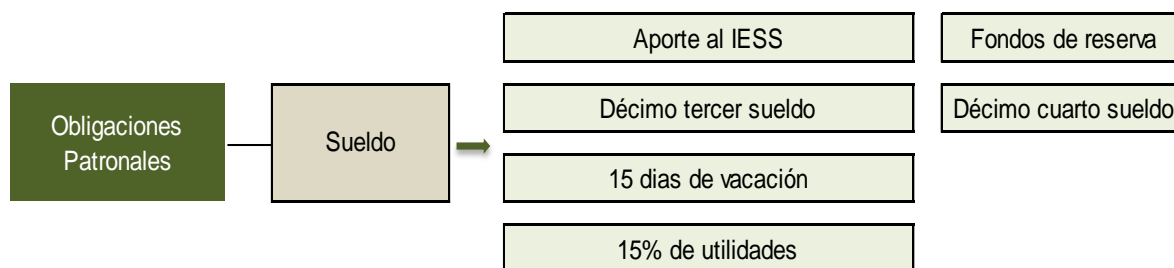 Obligaciones
Patronales
Sueldo
Aporte al IESS
Fondos de reserva
Décimo tercer sueldo
Décimo cuarto sueldo
15 dias de vacación
15% de utilidades